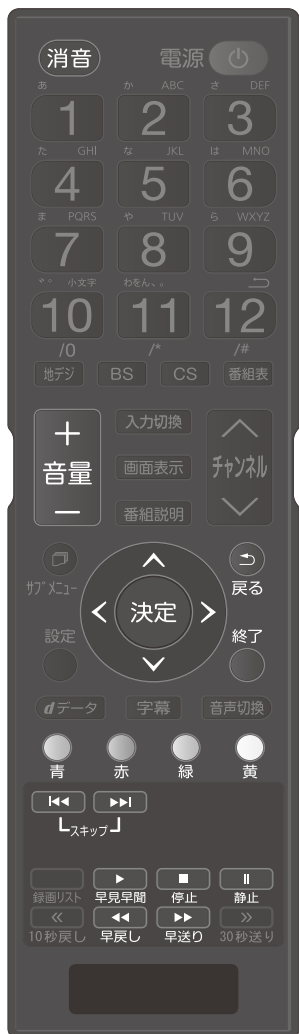 消音 電源
あ か ABC さ DEF
1 2 3
た GHI な JKL は MNO
4 5 6
ま PQRS や TUV ら WXYZ
7 8 9
゛゜ 小文字 わをん、。
10 11 12
/0 /* /#
地デジ BS CS 番組表
+ 入力切換
音量 画面表示 チャンネル
− 番組説明
サブメニュー 戻る
決定
設定 終了
dデータ 字幕 音声切換
青 赤 緑 黄
スキップ
録画リスト 早見早聞 停止 静止
10秒戻し 早戻し 早送り 30秒送り